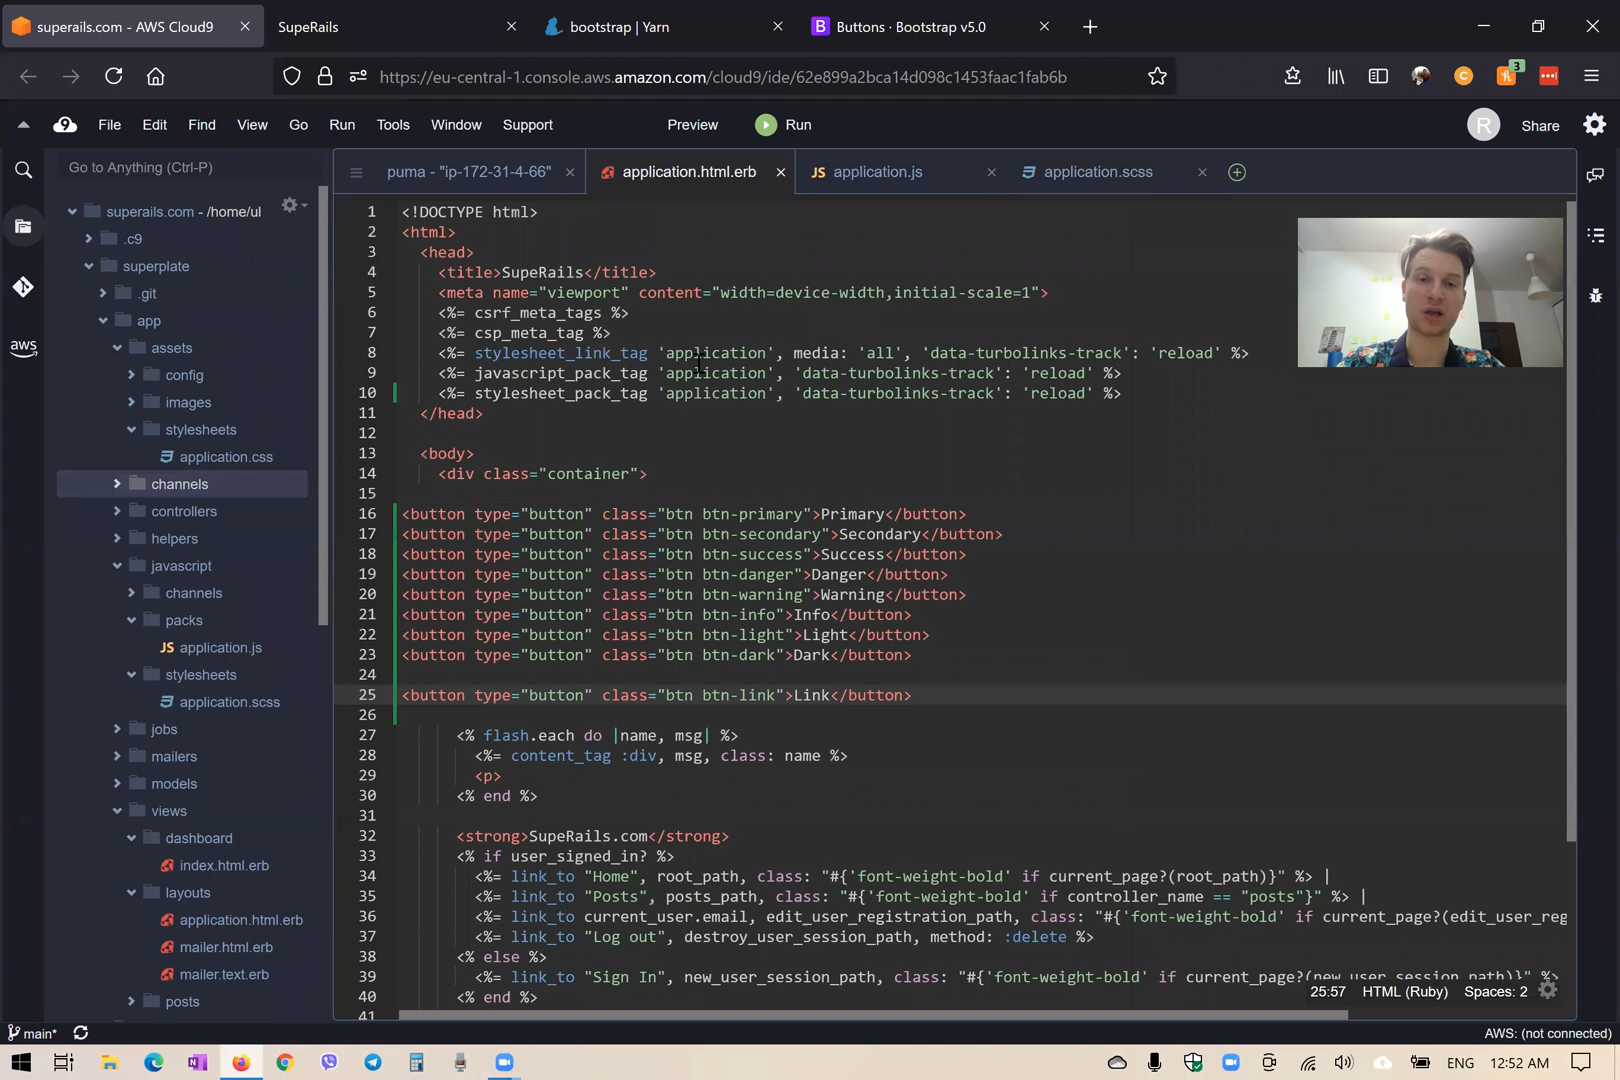 superails.com - AWS Cloud9
SupeRails
bootstrap | Yarn
B
Buttons · Bootstrap v5.0
https://eu-central-1.console.aws.amazon.com/cloud9/ide/62e899a2bca14d098c1453faac1fab6b
C
3
9
File
Edit
Find
View
Go
Run
Tools
Window
Support
Preview
Run
R
Share
Go to Anything (Ctrl-P)
puma - "ip-172-31-4-66"
application.html.erb
JS application.js
application.scss
aws
superails.com - /home/ul
.c9
superplate
.git
app
assets
config
images
stylesheets
application.css
channels
controllers
helpers
javascript
channels
packs
JS application.js
stylesheets
application.scss
jobs
mailers
models
views
dashboard
index.html.erb
layouts
application.html.erb
mailer.html.erb
mailer.text.erb
posts
1 <!DOCTYPE html>
2 <html>
3 <head>
4 <title>SupeRails</title>
5 <meta name="viewport" content="width=device-width,initial-scale=1">
6 <%= csrf_meta_tags %>
7 <%= csp_meta_tag %>
8 <%= stylesheet_link_tag 'application', media: 'all', 'data-turbolinks-track': 'reload' %>
9 <%= javascript_pack_tag 'application', 'data-turbolinks-track': 'reload' %>
10 <%= stylesheet_pack_tag 'application', 'data-turbolinks-track': 'reload' %>
11 </head>
12
13 <body>
14 <div class="container">
15
16 <button type="button" class="btn btn-primary">Primary</button>
17 <button type="button" class="btn btn-secondary">Secondary</button>
18 <button type="button" class="btn btn-success">Success</button>
19 <button type="button" class="btn btn-danger">Danger</button>
20 <button type="button" class="btn btn-warning">Warning</button>
21 <button type="button" class="btn btn-info">Info</button>
22 <button type="button" class="btn btn-light">Light</button>
23 <button type="button" class="btn btn-dark">Dark</button>
24
25 <button type="button" class="btn btn-link">Link</button>
26
27 <% flash.each do |name, msg| %>
28 <%= content_tag :div, msg, class: name %>
29 <p>
30 <% end %>
31
32 <strong>SupeRails.com</strong>
33 <% if user_signed_in? %>
34 <%= link_to "Home", root_path, class: "#{'font-weight-bold' if current_page?(root_path)}" %> |
35 <%= link_to "Posts", posts_path, class: "#{'font-weight-bold' if controller_name == "posts"}" %> |
36 <%= link_to current_user.email, edit_user_registration_path, class: "#{'font-weight-bold' if current_page?(edit_user_reg
37 <%= link_to "Log out", destroy_user_session_path, method: :delete %>
38 <% else %>
39 <%= link_to "Sign In", new_user_session_path, class: "#{'font-weight-bold' if current_page?(new_user_session_path)}" %>
40 <% end %>
41
25:57
HTML (Ruby)
Spaces: 2
main*
AWS: (not connected)
ENG
12:52 AM